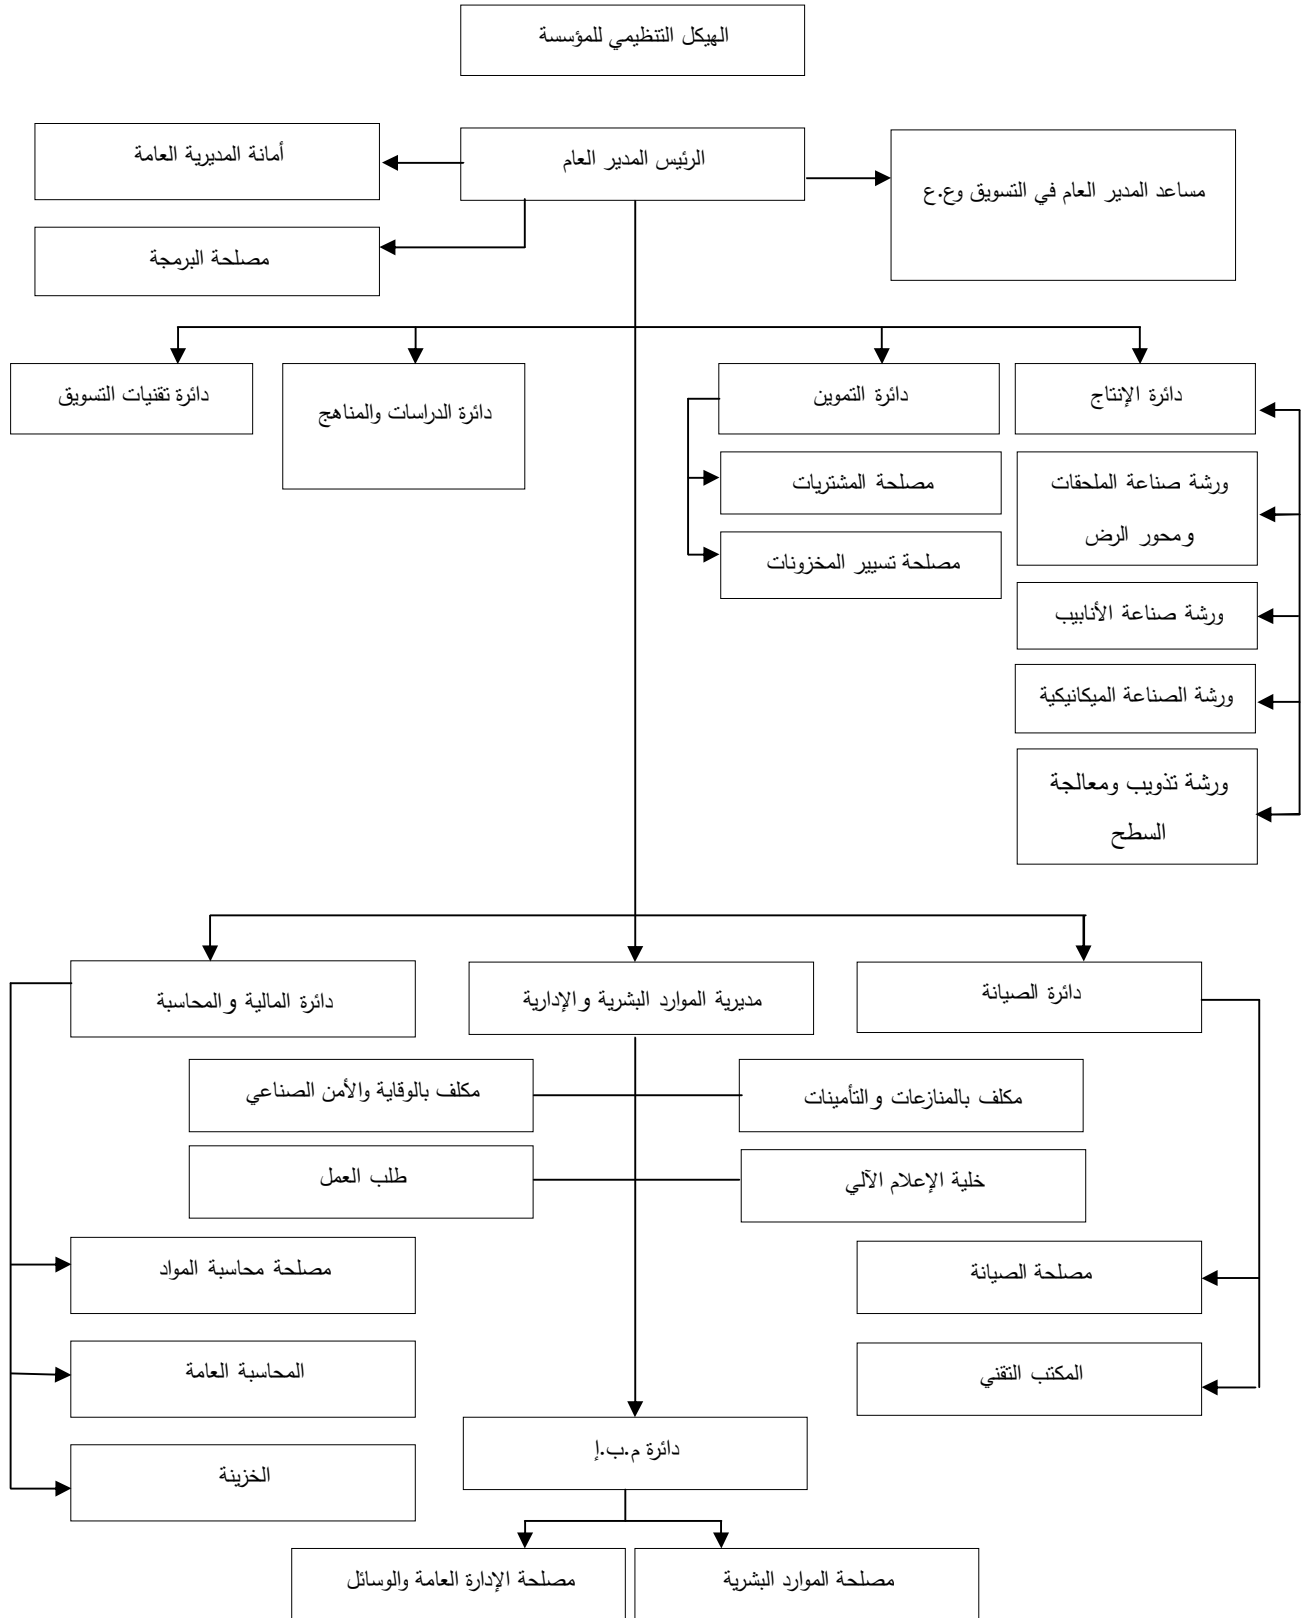 الهيكل التنظيمي للمؤسسة
الرئيس المدير العام
أمانة المديرية العامة
مساعد المدير العام في التسويق وع.ع
مصلحة البرمجة
دائرة الإنتاج
دائرة التموين
دائرة الدراسات والمناهج
دائرة تقنيات التسويق
ورشة صناعة الملحقات
ومحور الرض
مصلحة المشتريات
مصلحة تسيير المخزونات
ورشة صناعة الأنابيب
ورشة الصناعة الميكانيكية
ورشة تذويب ومعالجة
السطح
دائرة الصيانة
مديرية الموارد البشرية والإدارية
دائرة المالية والمحاسبة
مكلف بالمنازعات والتأمينات
مكلف بالوقاية والأمن الصناعي
خلية الإعلام الآلي
طلب العمل
مصلحة الصيانة
مصلحة محاسبة المواد
المكتب التقني
المحاسبة العامة
دائرة م.ب.إ
الخزينة
مصلحة الموارد البشرية
مصلحة الإدارة العامة والوسائل